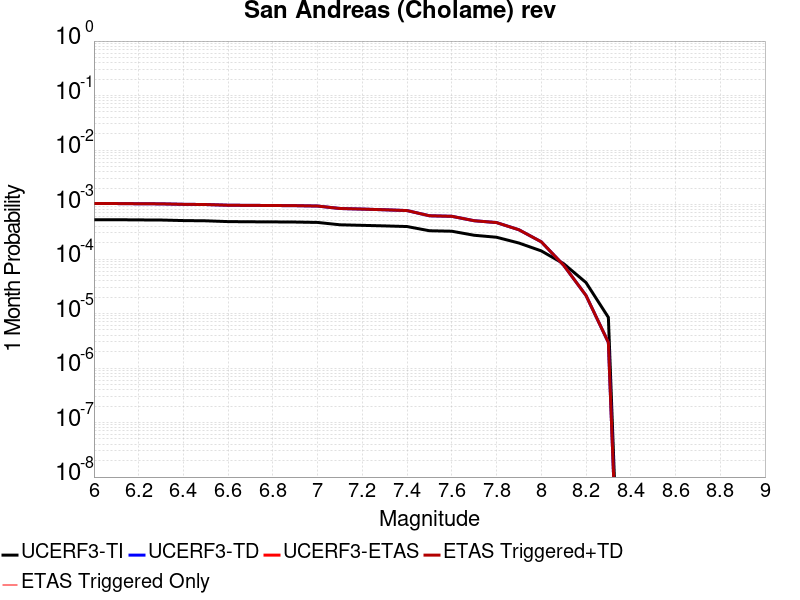 San Andreas (Cholame) rev
10^0
10^-1
10^-2
10^-3
10^-4
10^-5
10^-6
10^-7
10^-8
1 Month Probability
6 6.2 6.4 6.6 6.8 7 7.2 7.4 7.6 7.8 8 8.2 8.4 8.6 8.8 9
Magnitude
UCERF3-TI UCERF3-TD UCERF3-ETAS ETAS Triggered+TD
ETAS Triggered Only